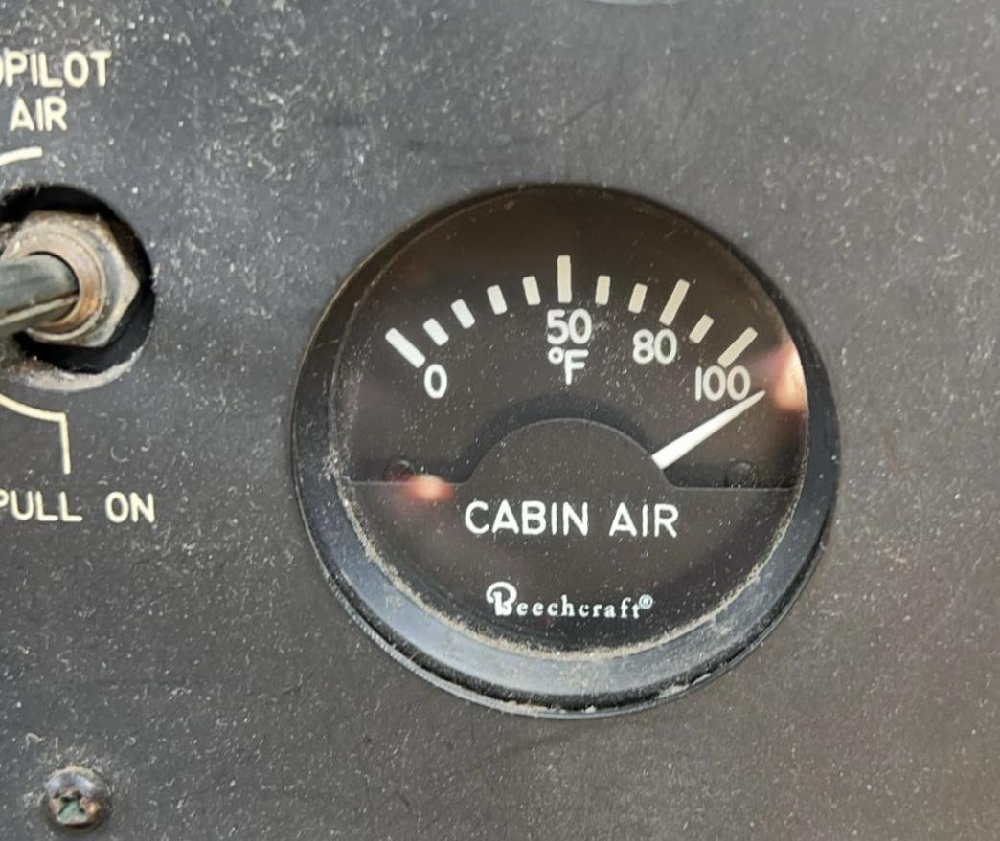 OPILOT
AIR
PULL ON
0
50
80
100
°F
CABIN AIR
Beechcraft®